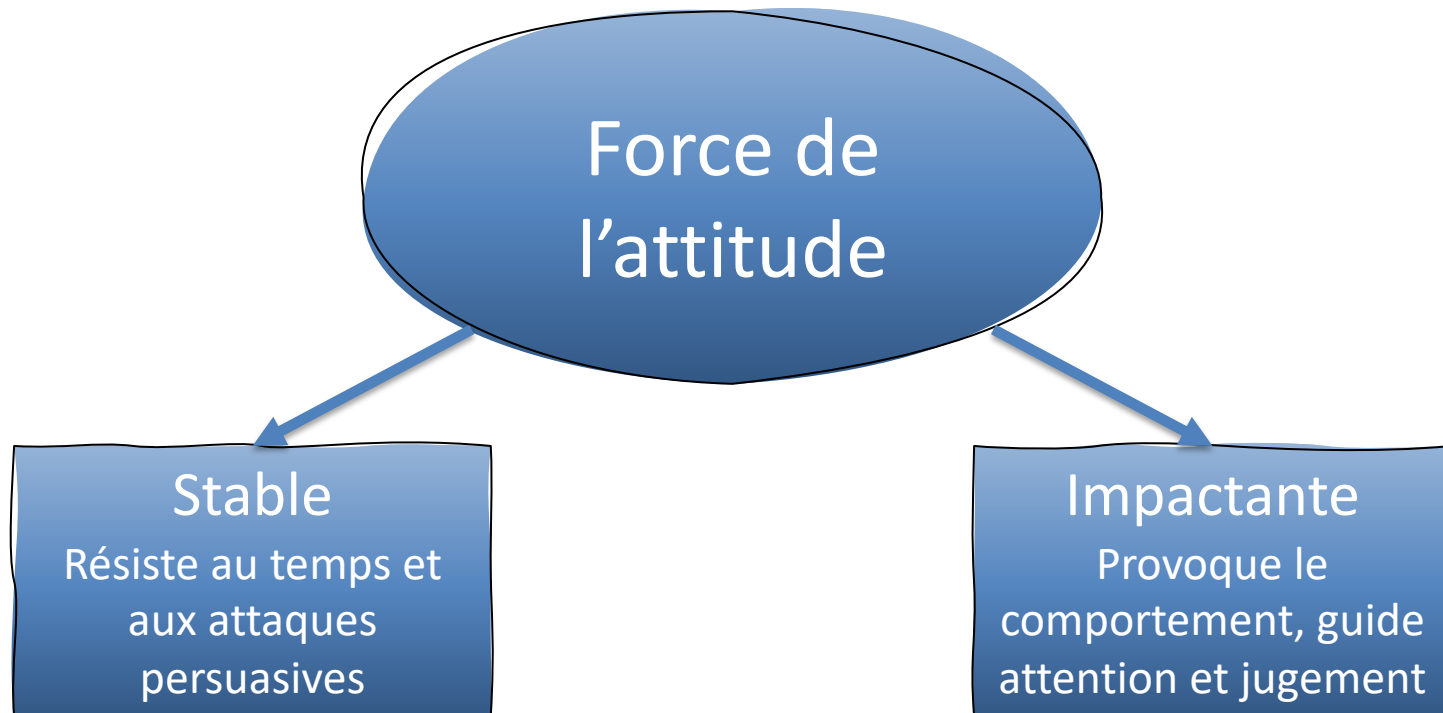 Force de
l’attitude
Stable
Résiste au temps et
aux attaques
persuasives
Impactante
Provoque le
comportement, guide
attention et jugement